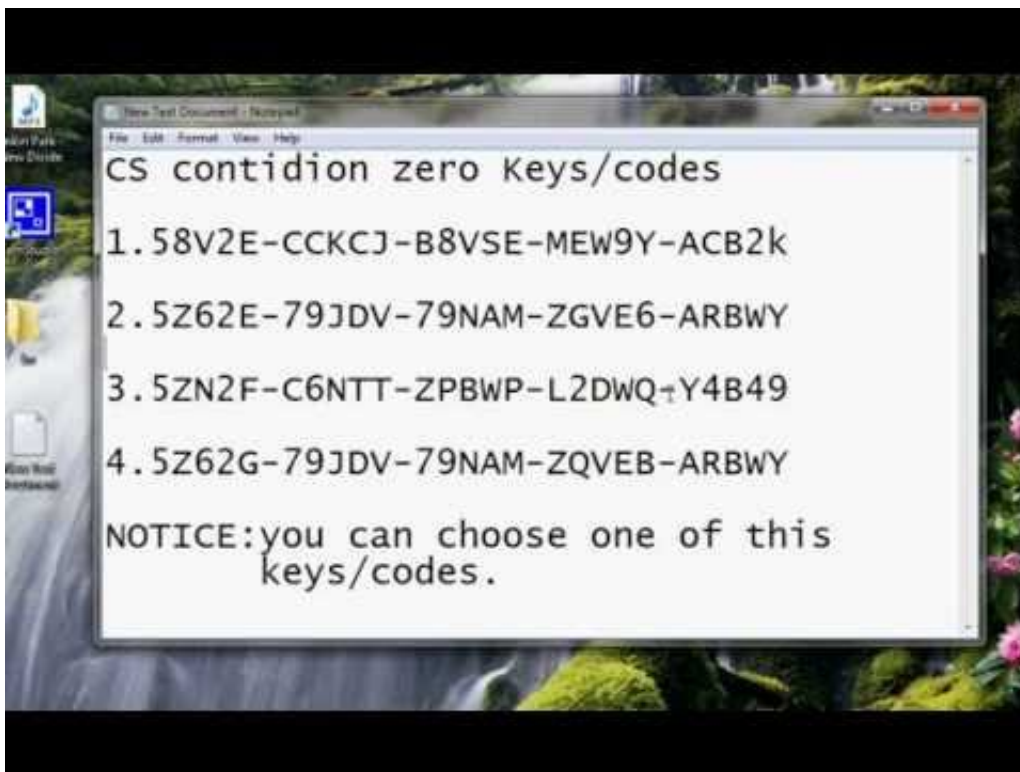 New Text Document - Notepad
File Edit Format View Help
CS contidion zero Keys/codes
1.58V2E-CCKCJ-B8VSE-MEW9Y-ACB2k
2.5Z62E-79JDV-79NAM-ZGVE6-ARBWY
3.5ZN2F-C6NTT-ZPBWP-L2DWQ-Y4B49
4.5Z62G-79JDV-79NAM-ZQVEB-ARBWY
NOTICE:you can choose one of this
keys/codes.